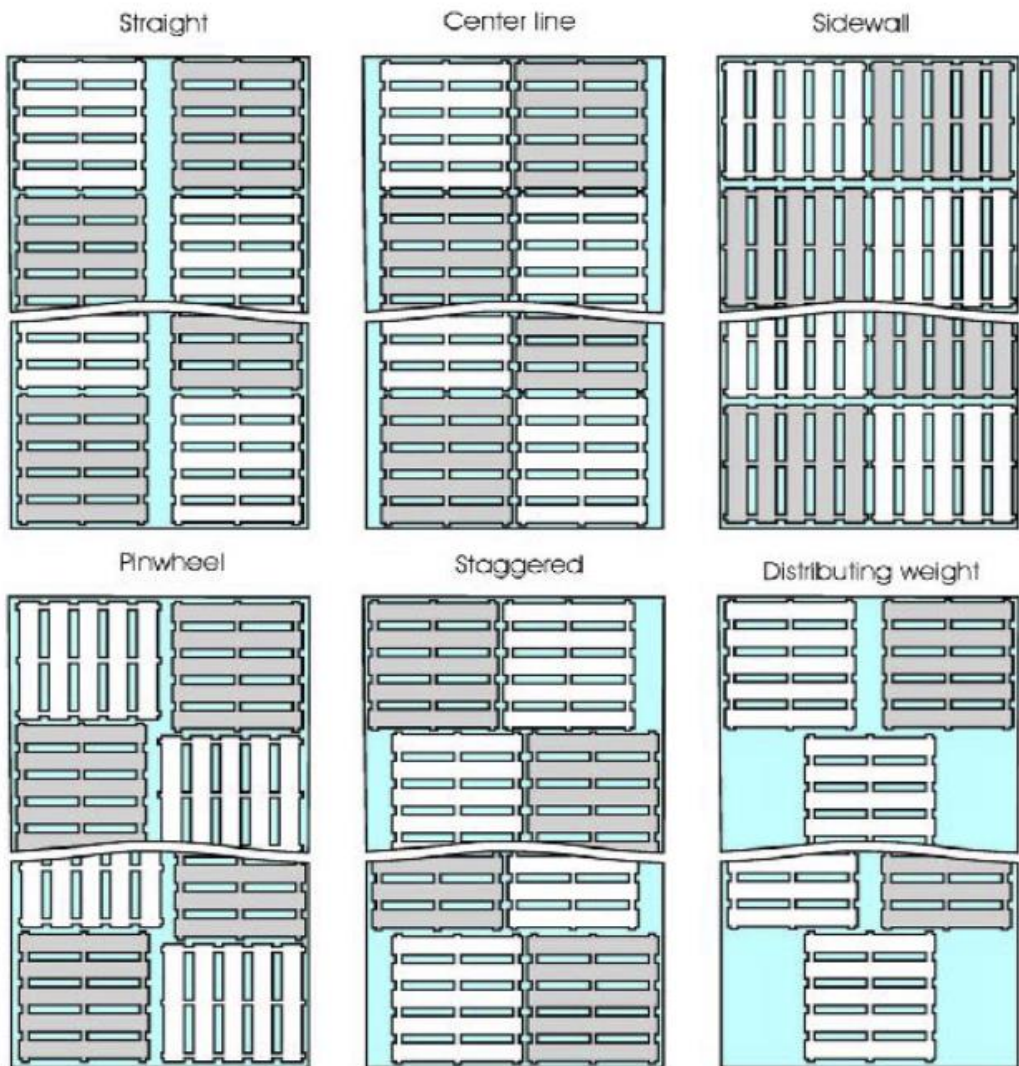 Straight
Center line
Sidewall
Pinwheel
Staggered
Distributing weight